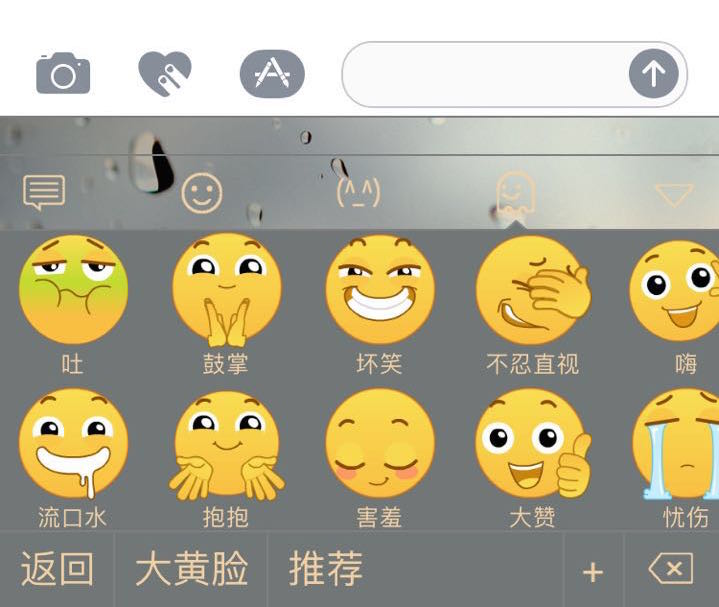 吐 鼓掌 坏笑 不忍直视 嗨
流口水 抱抱 害羞 大赞 忧伤
返回 大黄脸 推荐 +